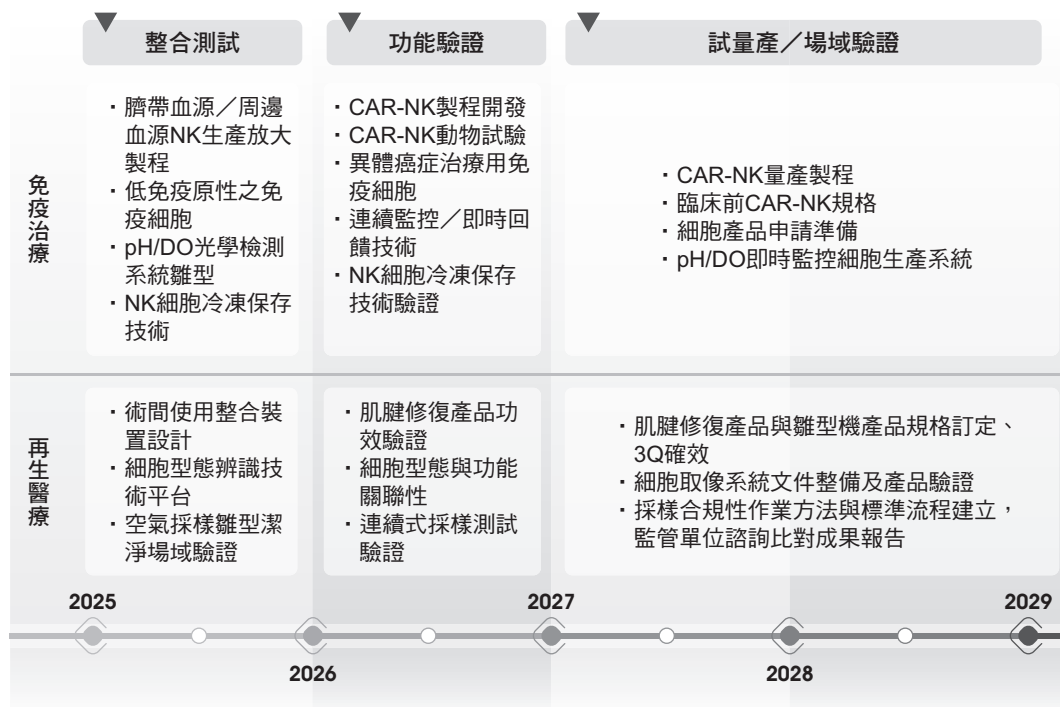 整合測試
功能驗證
試量產／場域驗證
免疫治療
・臍帶血源／周邊
血源NK生產放大
製程
・低免疫原性之免
疫細胞
・pH/DO光學檢測
系統雛型
・NK細胞冷凍保存
技術
・CAR-NK製程開發
・CAR-NK動物試驗
・異體癌症治療用免
疫細胞
・連續監控／即時回
饋技術
・NK細胞冷凍保存
技術驗證
・CAR-NK量產製程
・臨床前CAR-NK規格
・細胞產品申請準備
・pH/DO即時監控細胞生產系統
再生醫療
・術間使用整合裝
置設計
・細胞型態辨識技
術平台
・空氣採樣雛型潔
淨場域驗證
・肌腱修復產品功
效驗證
・細胞型態與功能
關聯性
・連續式採樣測試
驗證
・肌腱修復產品與雛型機產品規格訂定、
3Q確效
・細胞取像系統文件整備及產品驗證
・採樣合規性作業方法與標準流程建立，
監管單位諮詢比對成果報告
2025
2026
2027
2028
2029